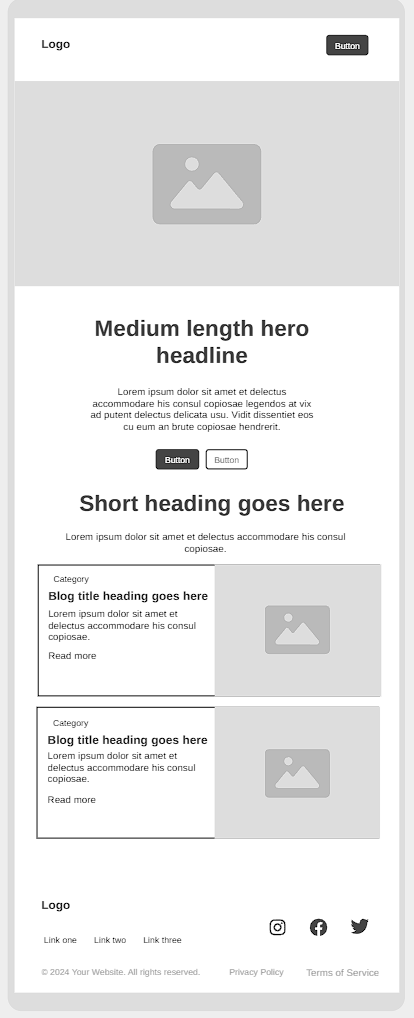 Logo
Button
Medium length hero
headline
Lorem ipsum dolor sit amet et delectus
accommodare his consul copiosae legendos at vix
ad putent delectus delicata usu. Vidit dissentiet eos
cu eum an brute copiosae hendrerit.
Button Button
Short heading goes here
Lorem ipsum dolor sit amet et delectus accommodare his consul
copiosae.
Category
Blog title heading goes here
Lorem ipsum dolor sit amet et
delectus accommodare his consul
copiosae.
Read more
Category
Blog title heading goes here
Lorem ipsum dolor sit amet et
delectus accommodare his consul
copiosae.
Read more
Logo
Link one Link two Link three
© 2024 Your Website. All rights reserved. Privacy Policy Terms of Service